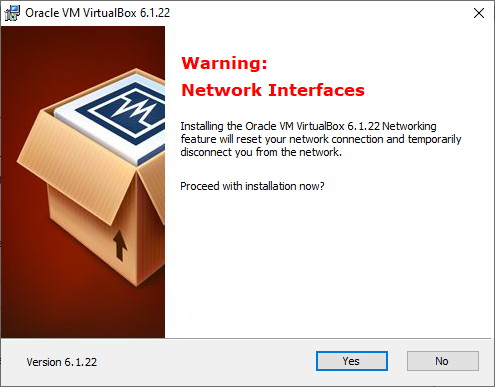 Oracle VM VirtualBox 6.1.22
Warning:
Network Interfaces
Installing the Oracle VM VirtualBox 6.1.22 Networking
feature will reset your network connection and temporarily
disconnect you from the network.
Proceed with installation now?
Version 6.1.22
Yes
No